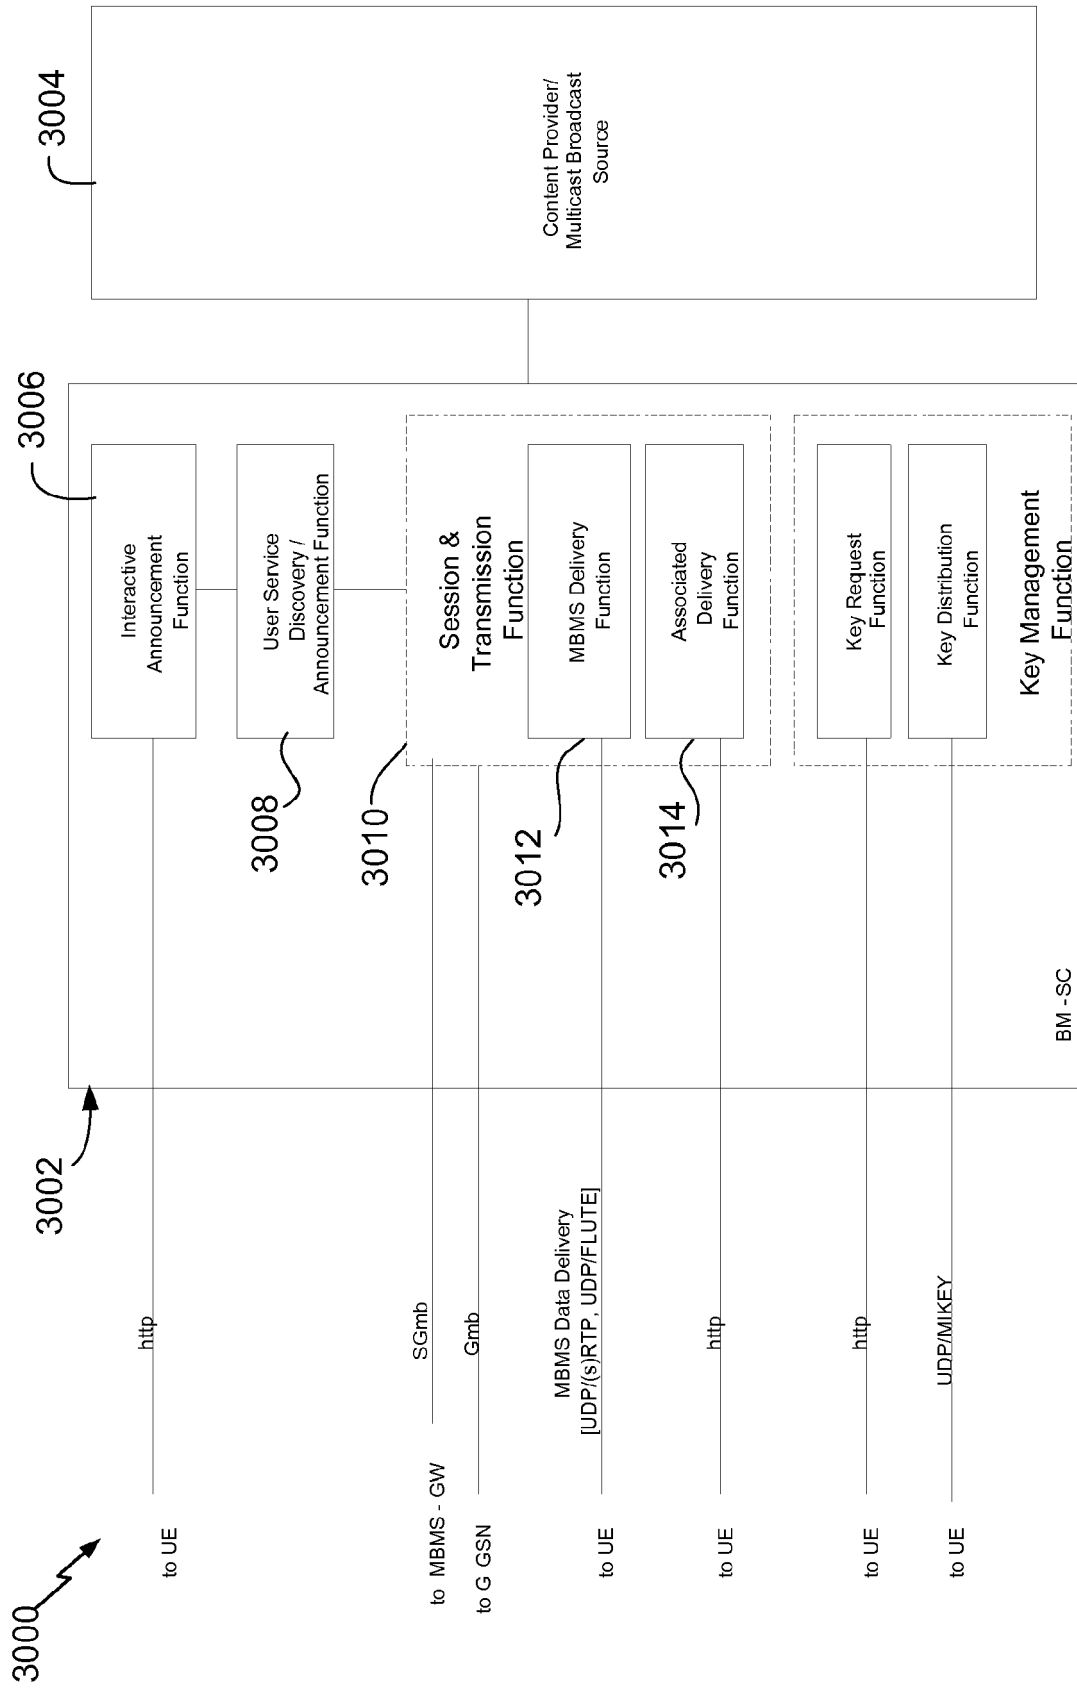 3000
3002
3004
3006
Content Provider/
Multicast Broadcast
Source
Interactive
Announcement
Function
http
to UE
User Service
Discovery /
Announcement Function
3008
3010
Session &
Transmission
Function
SGmb
to MBMS - GW
Gmb
to G GSN
MBMS Delivery
Function
3012
MBMS Data Delivery
[UDP/(s)RTP, UDP/FLUTE]
to UE
Associated
Delivery
Function
3014
http
to UE
Key Request
Function
http
to UE
Key Distribution
Function
UDP/MIKEY
to UE
Key Management
Function
BM - SC